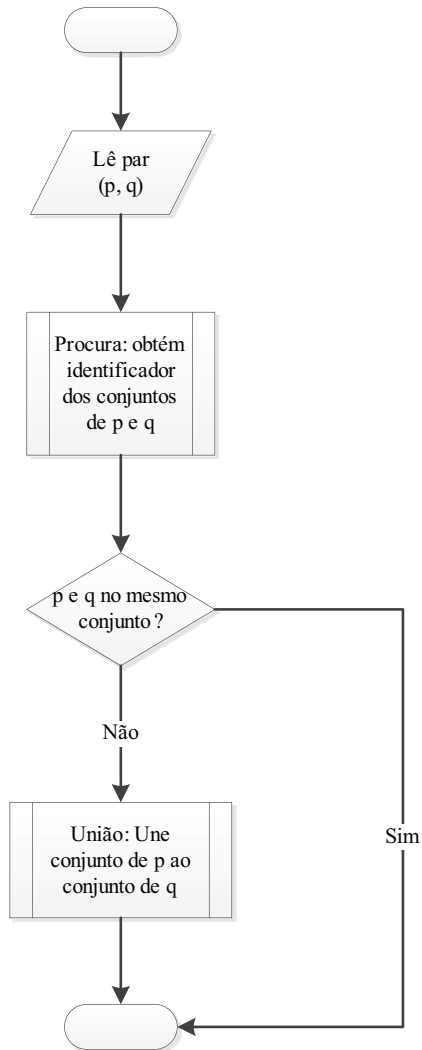 Lê par
(p, q)
Procura: obtém
identificador
dos conjuntos
de p e q
p e q no mesmo
conjunto ?
Não
União: Une
conjunto de p ao
conjunto de q
Sim